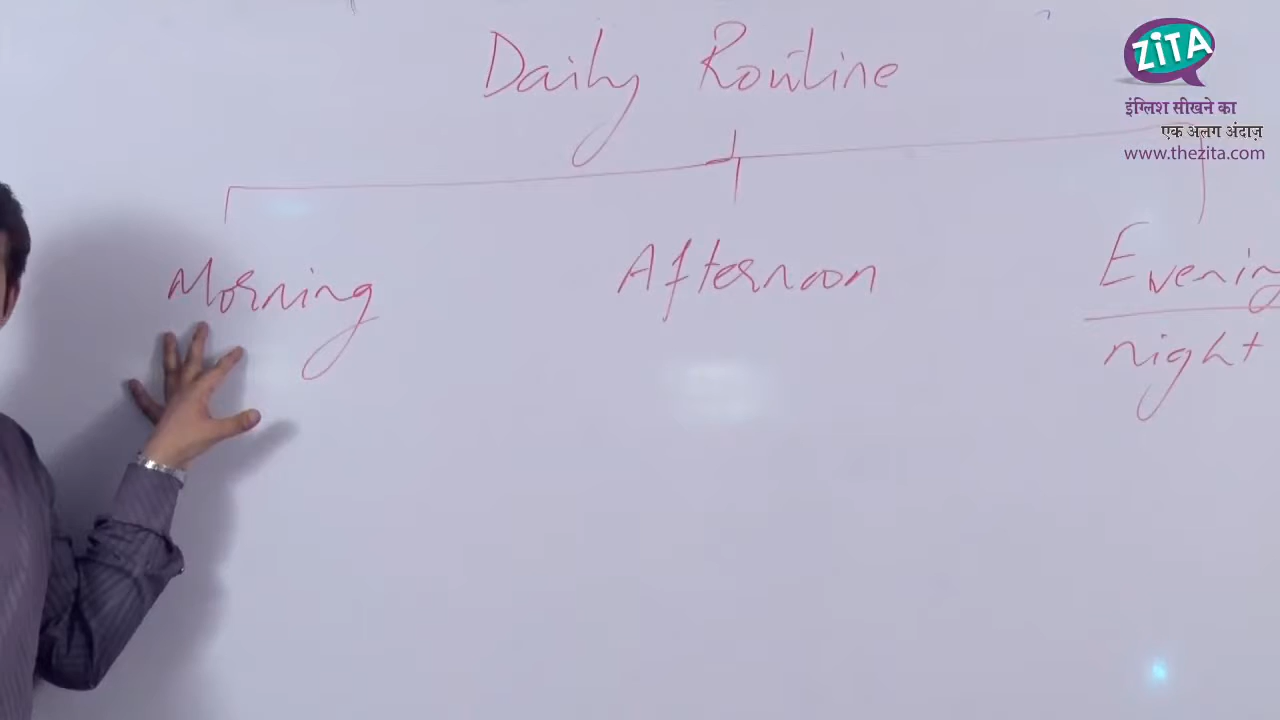 Daily Routine
ZiTA
इंग्लिश सीखने का
एक अलग अंदाज़
www.thezita.com
Morning
Afternoon
Evening
night